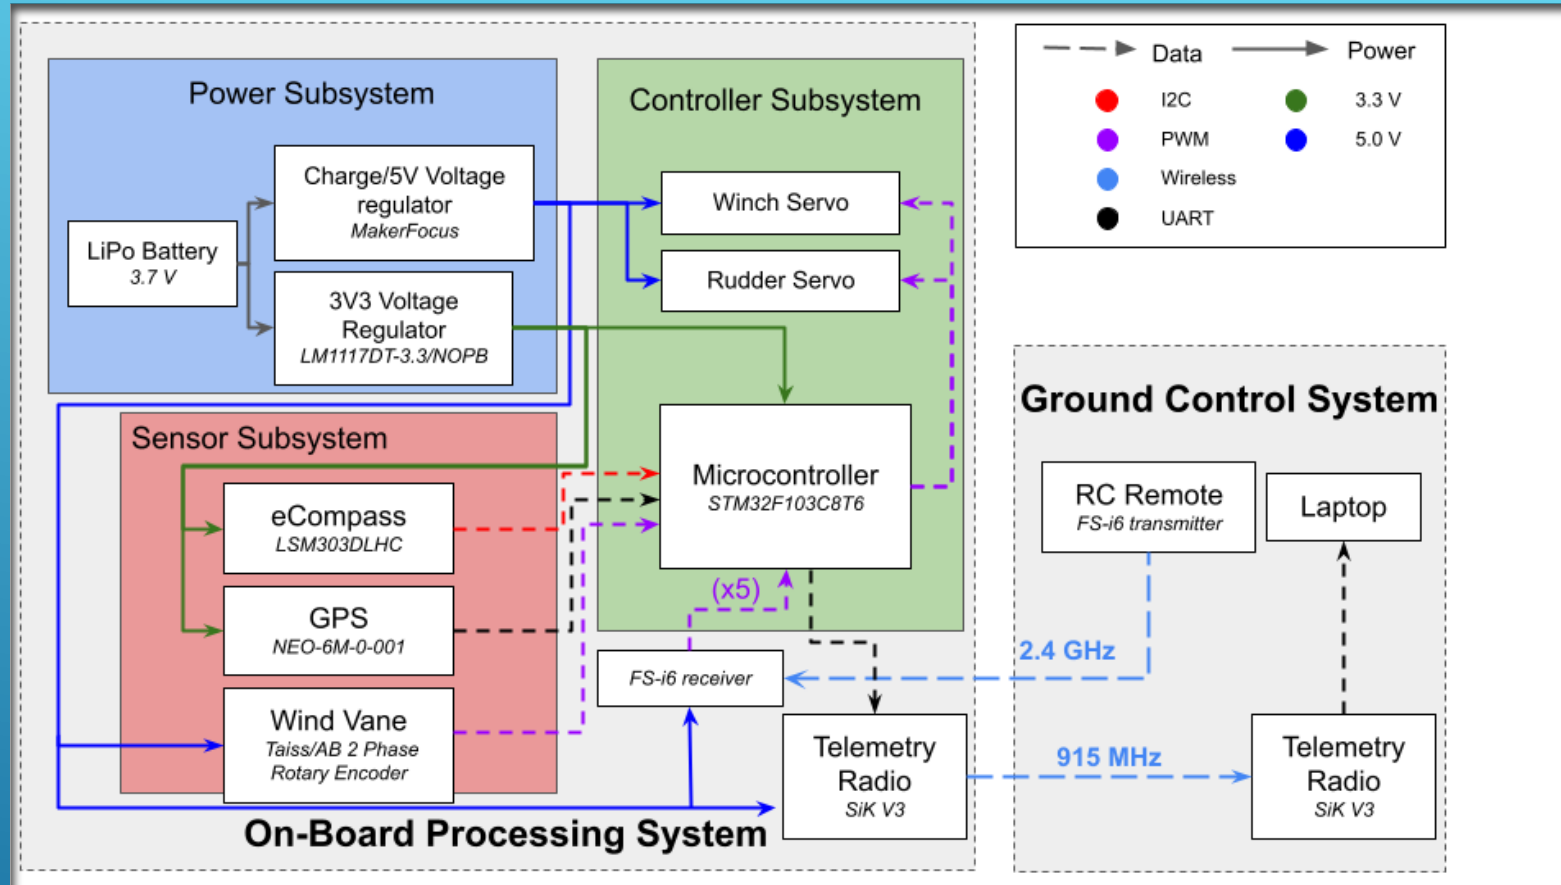 Power Subsystem
Charge/5V Voltage
regulator
MakerFocus
LiPo Battery
3.7 V
3V3 Voltage
Regulator
LM1117DT-3.3/NOPB
Controller Subsystem
Winch Servo
Rudder Servo
Microcontroller
STM32F103C8T6
(x5)
Sensor Subsystem
eCompass
LSM303DLHC
GPS
NEO-6M-0-001
Wind Vane
Taiss/AB 2 Phase
Rotary Encoder
FS-i6 receiver
Telemetry
Radio
SiK V3
On-Board Processing System
Data
Power
I2C
3.3 V
PWM
5.0 V
Wireless
UART
Ground Control System
RC Remote
FS-i6 transmitter
Laptop
2.4 GHz
915 MHz
Telemetry
Radio
SiK V3